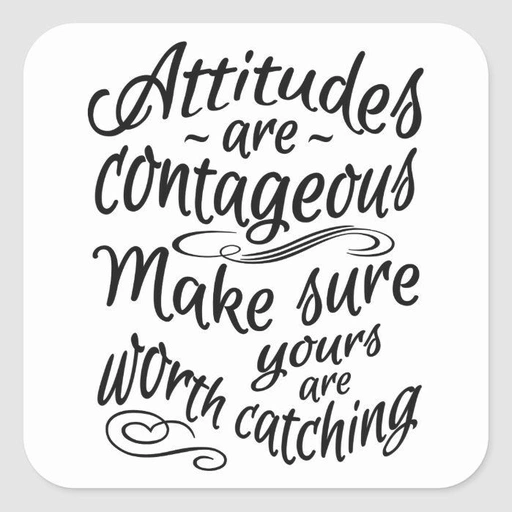 Attitudes
~ are ~
contageous
Make sure
yours
are
worth catching